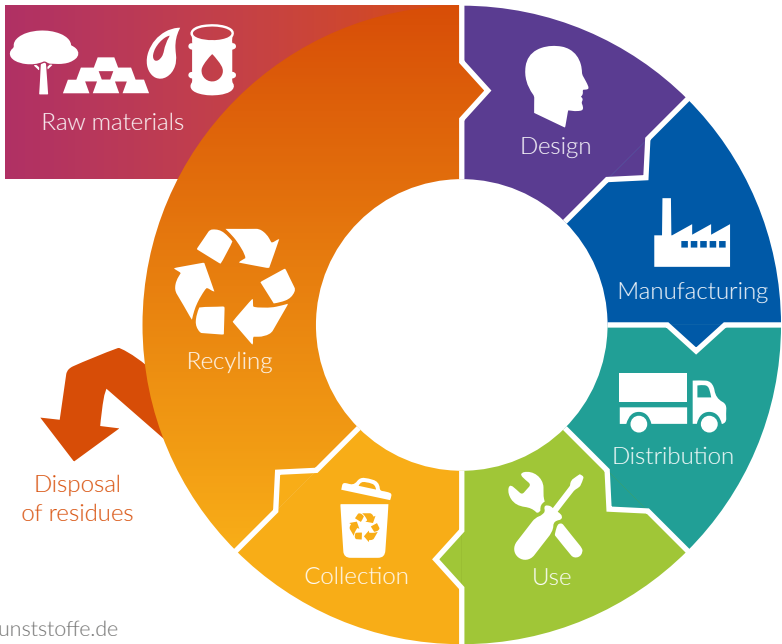 Raw materials
Design
Manufacturing
Distribution
Use
Collection
Recyling
Disposal
of residues
unststoffe.de